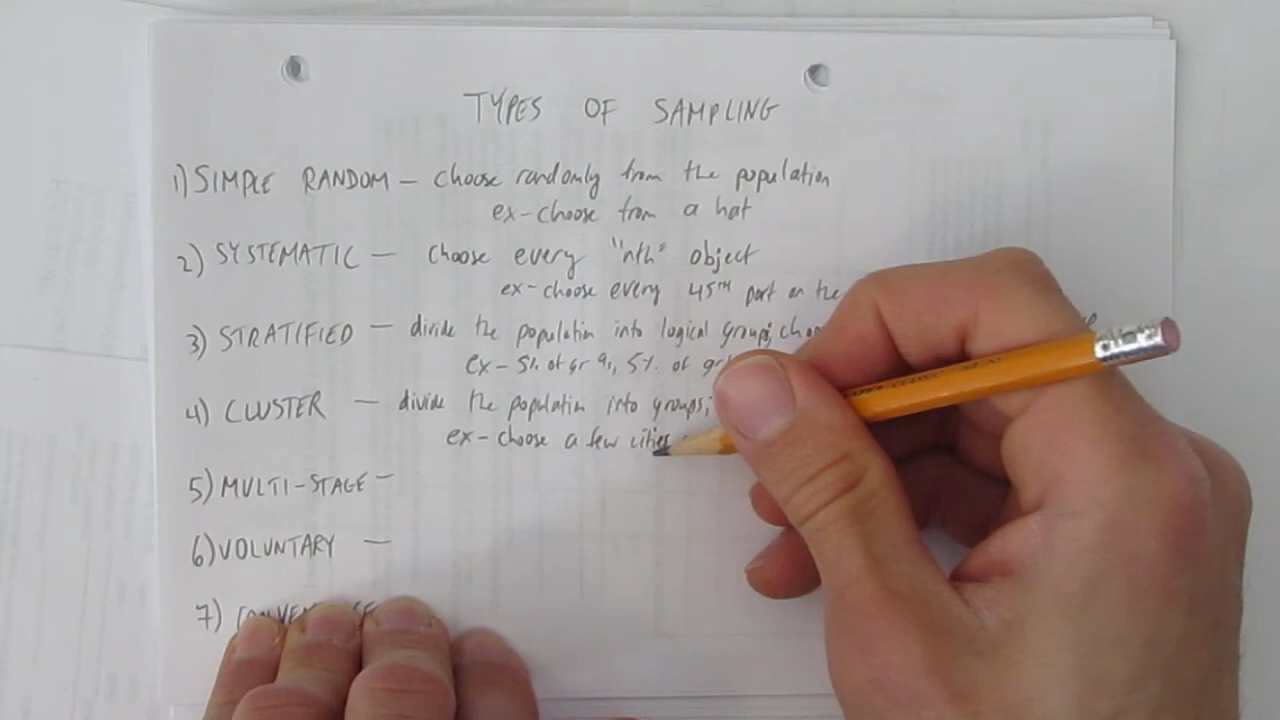 TYPES OF SAMPLING
1) SIMPLE RANDOM — choose randomly from the population
ex - choose from a hat
2) SYSTEMATIC — choose every "nth" object
ex - choose every 45TH part on the
3) STRATIFIED — divide the population into logical groups;
ex - 5% of gr 9s, 5% of
4) CLUSTER — divide the population into groups;
ex - choose a few cities
5) MULTI-STAGE -
6) VOLUNTARY —
7)